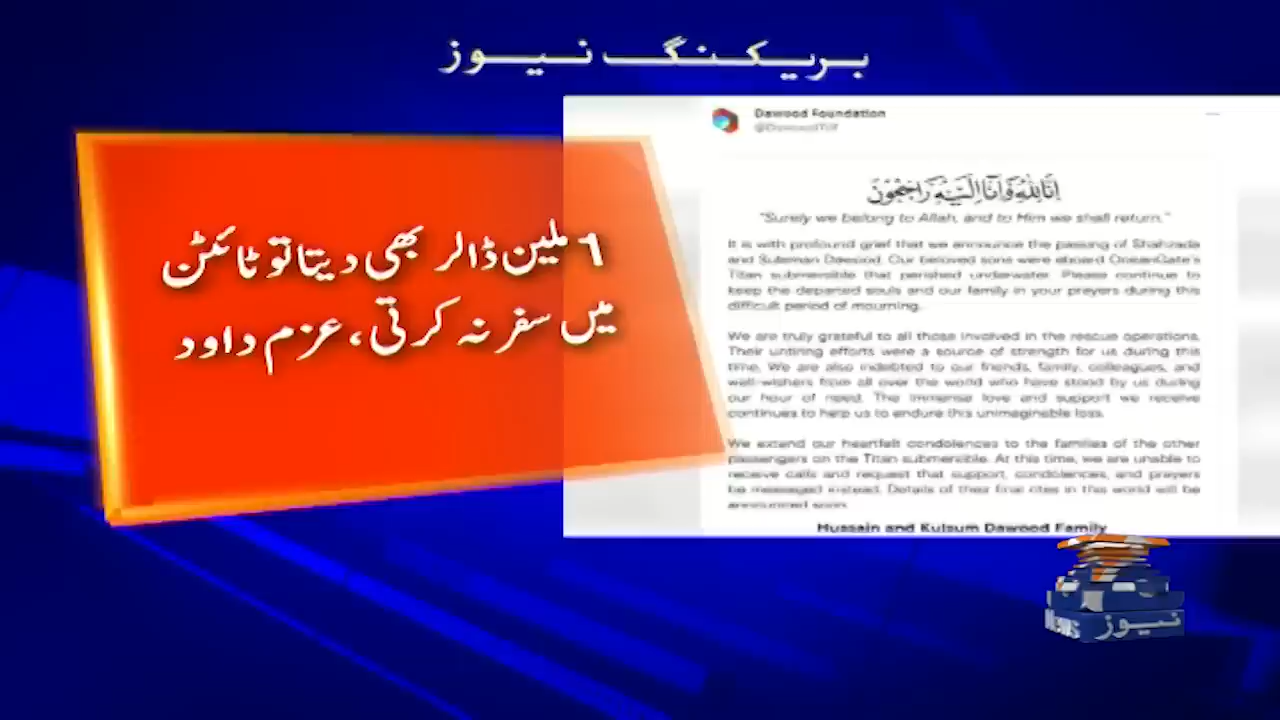 بریکنگ نیوز
1 ملین ڈالر بھی دیتا تو ٹائٹن
میں سفر نہ کرتی، عزم داود
Dawood Foundation
@DawoodTDF
اِنَّا لِلّٰهِ وَاِنَّا اِلَيْهِ رَاجِعُوْنَ
"Surely we belong to Allah, and to Him we shall return."
It is with profound grief that we announce the passing of Shahzada
and Suleman Dawood. Our beloved sons were aboard OceanGate's
Titan submersible that perished underwater. Please continue to
keep the departed souls and our family in your prayers during this
difficult period of mourning.
We are truly grateful to all those involved in the rescue operations.
Their untiring efforts were a source of strength for us during this
time. We are also indebted to our friends, family, colleagues, and
well-wishers from all over the world who have stood by us during
our hour of need. The immense love and support we receive
continues to help us to endure this unimaginable loss.
We extend our heartfelt condolences to the families of the other
passengers on the Titan submersible. At this time, we are unable to
receive calls and request that support, condolences, and prayers
be messaged instead. Details of their final rites in this world will be
announced soon.
Hussain and Kulsum Dawood Family
News نیوز